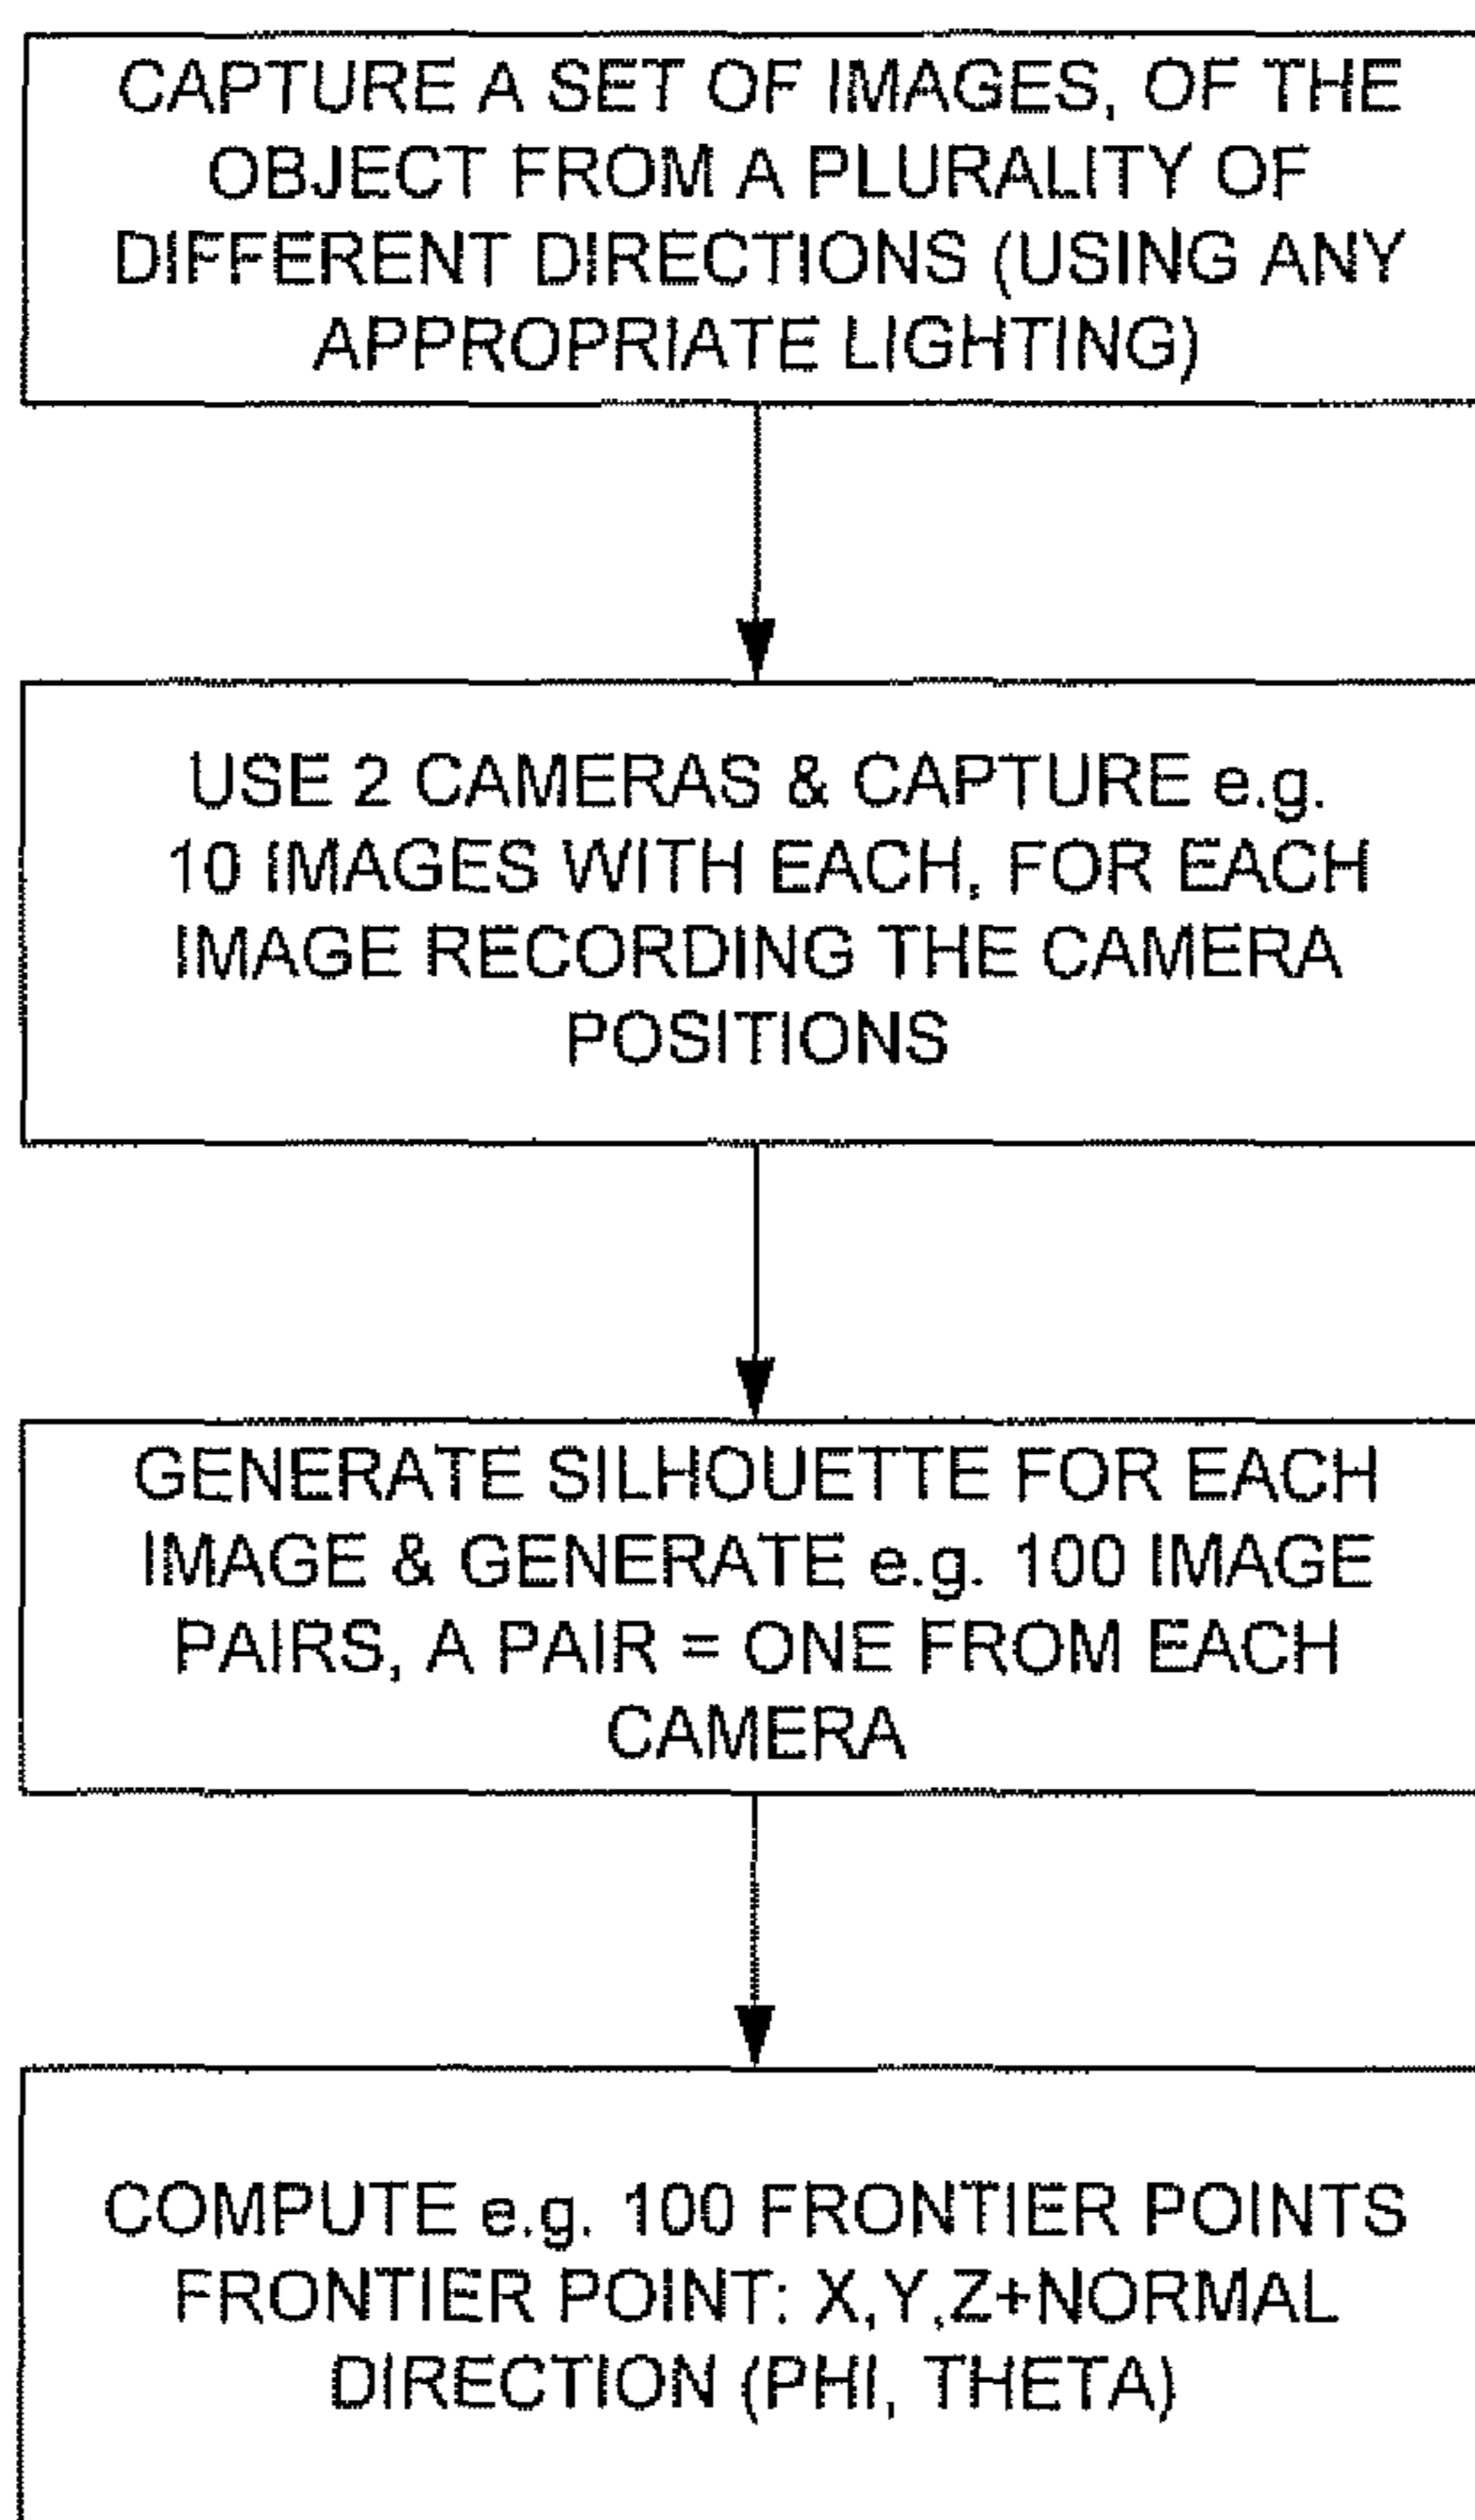 CAPTURE A SET OF IMAGES, OF THE
OBJECT FROM A PLURALITY OF
DIFFERENT DIRECTIONS (USING ANY
APPROPRIATE LIGHTING)
USE 2 CAMERAS & CAPTURE e.g.
10 IMAGES WITH EACH, FOR EACH
IMAGE RECORDING THE CAMERA
POSITIONS
GENERATE SILHOUETTE FOR EACH
IMAGE & GENERATE e.g. 100 IMAGE
PAIRS, A PAIR = ONE FROM EACH
CAMERA
COMPUTE e.g. 100 FRONTIER POINTS
FRONTIER POINT: X,Y,Z+NORMAL
DIRECTION (PHI, THETA)